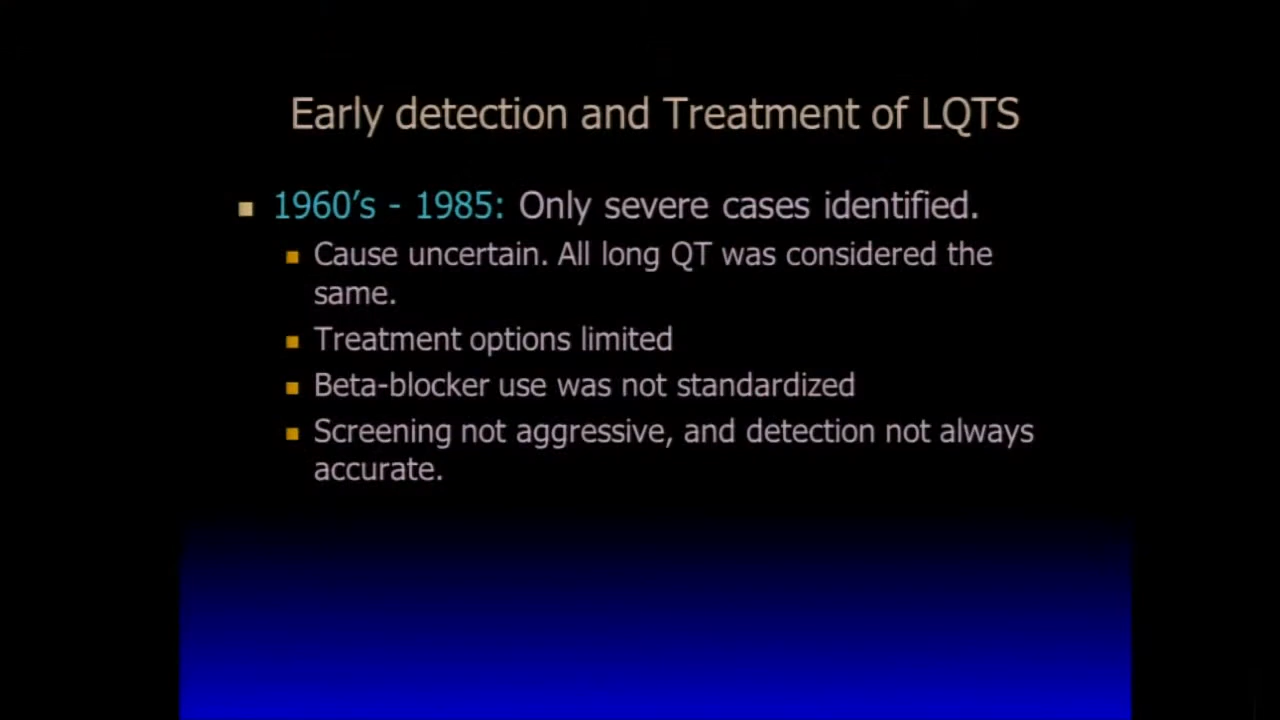 Early detection and Treatment of LQTS
1960's - 1985: Only severe cases identified.
Cause uncertain. All long QT was considered the
same.
Treatment options limited
Beta-blocker use was not standardized
Screening not aggressive, and detection not always
accurate.